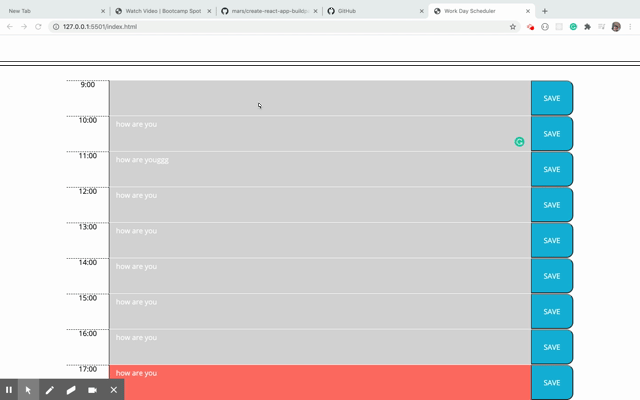 New Tab
Watch Video | Bootcamp Spot
mars/create-react-app-buildp
GitHub
Work Day Scheduler
127.0.0.1:5501/index.html
9:00 SAVE
10:00 how are you SAVE
11:00 how are youggg SAVE
12:00 how are you SAVE
13:00 how are you SAVE
14:00 how are you SAVE
15:00 how are you SAVE
16:00 how are you SAVE
17:00 how are you SAVE